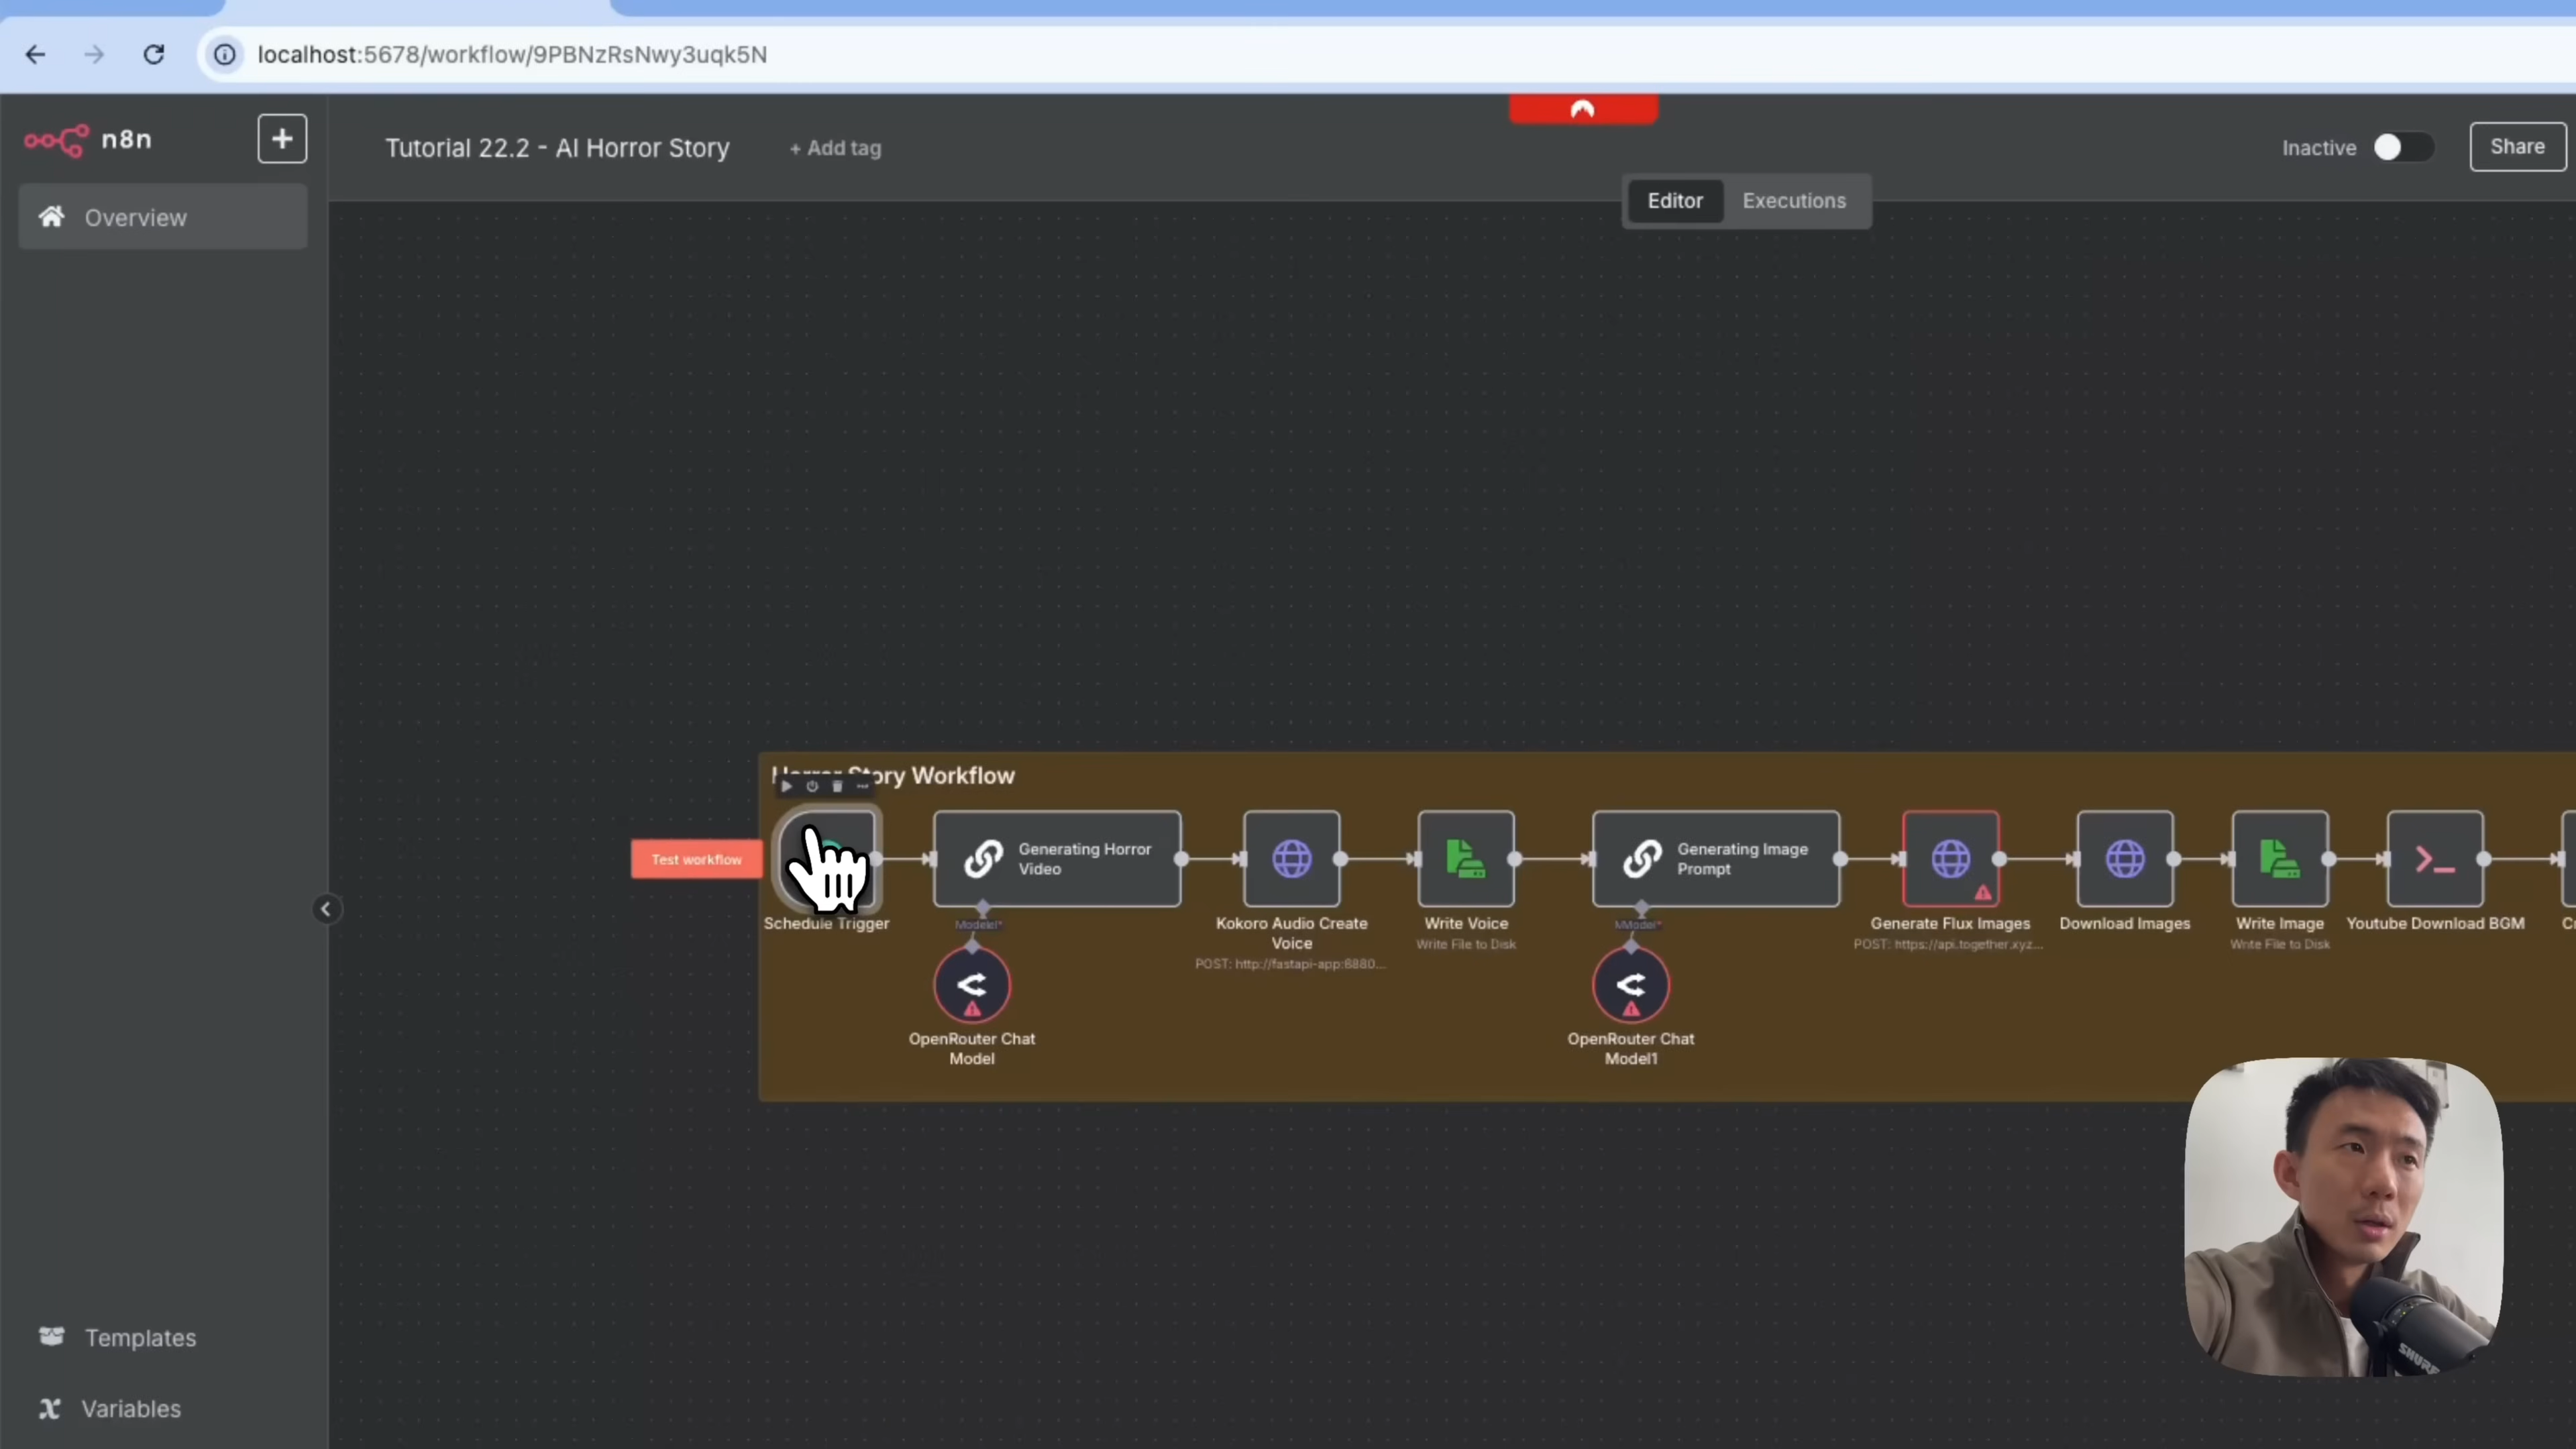 localhost:5678/workflow/9PBNzRsNwy3uqk5N
n8n
Tutorial 22.2 - AI Horror Story
+ Add tag
Inactive
Share
Overview
Editor
Executions
Story Workflow
Test workflow
Schedule Trigger
Generating Horror
Video
Kokoro Audio Create
Voice
POST: http://fastapi-app:8880...
Write Voice
Write File to Disk
Generating Image
Prompt
Generate Flux Images
POST: https://api.together.xyz...
Download Images
Write Image
Write File to Disk
Youtube Download BGM
OpenRouter Chat
Model
OpenRouter Chat
Model1
Templates
Variables
SHURE